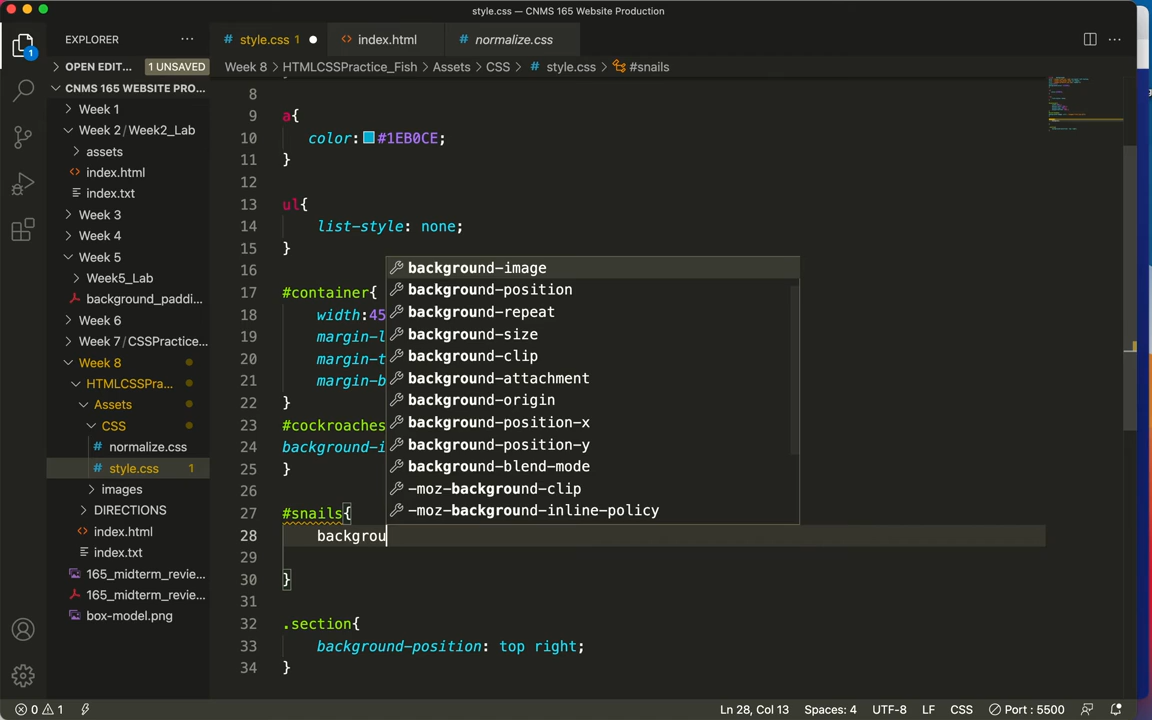 style.css — CNMS 165 Website Production
EXPLORER
style.css 1
index.html
normalize.css
OPEN EDIT... 1 UNSAVED
Week 8 > HTMLCSSPractice_Fish > Assets > CSS > # style.css > #snails
CNMS 165 WEBSITE PRO...
Week 1
Week 2 / Week2_Lab
assets
index.html
index.txt
Week 3
Week 4
Week 5
Week5_Lab
background_paddi...
Week 6
Week 7 / CSSPractice...
Week 8
HTMLCSSPra...
Assets
CSS
# normalize.css
# style.css 1
images
DIRECTIONS
index.html
index.txt
165_midterm_revie...
165_midterm_revie...
box-model.png
8
9 a{
10 color: #1EB0CE;
11 }
12
13 ul{
14 list-style: none;
15 }
16
17 #container{
18 width:45
19 margin-l
20 margin-t
21 margin-b
22 }
23 #cockroaches
24 background-i
25 }
26
27 #snails{
28 backgrou
29
30 }
31
32 .section{
33 background-position: top right;
34 }
background-image
background-position
background-repeat
background-size
background-clip
background-attachment
background-origin
background-position-x
background-position-y
background-blend-mode
-moz-background-clip
-moz-background-inline-policy
0 1 Ln 28, Col 13 Spaces: 4 UTF-8 LF CSS Port : 5500